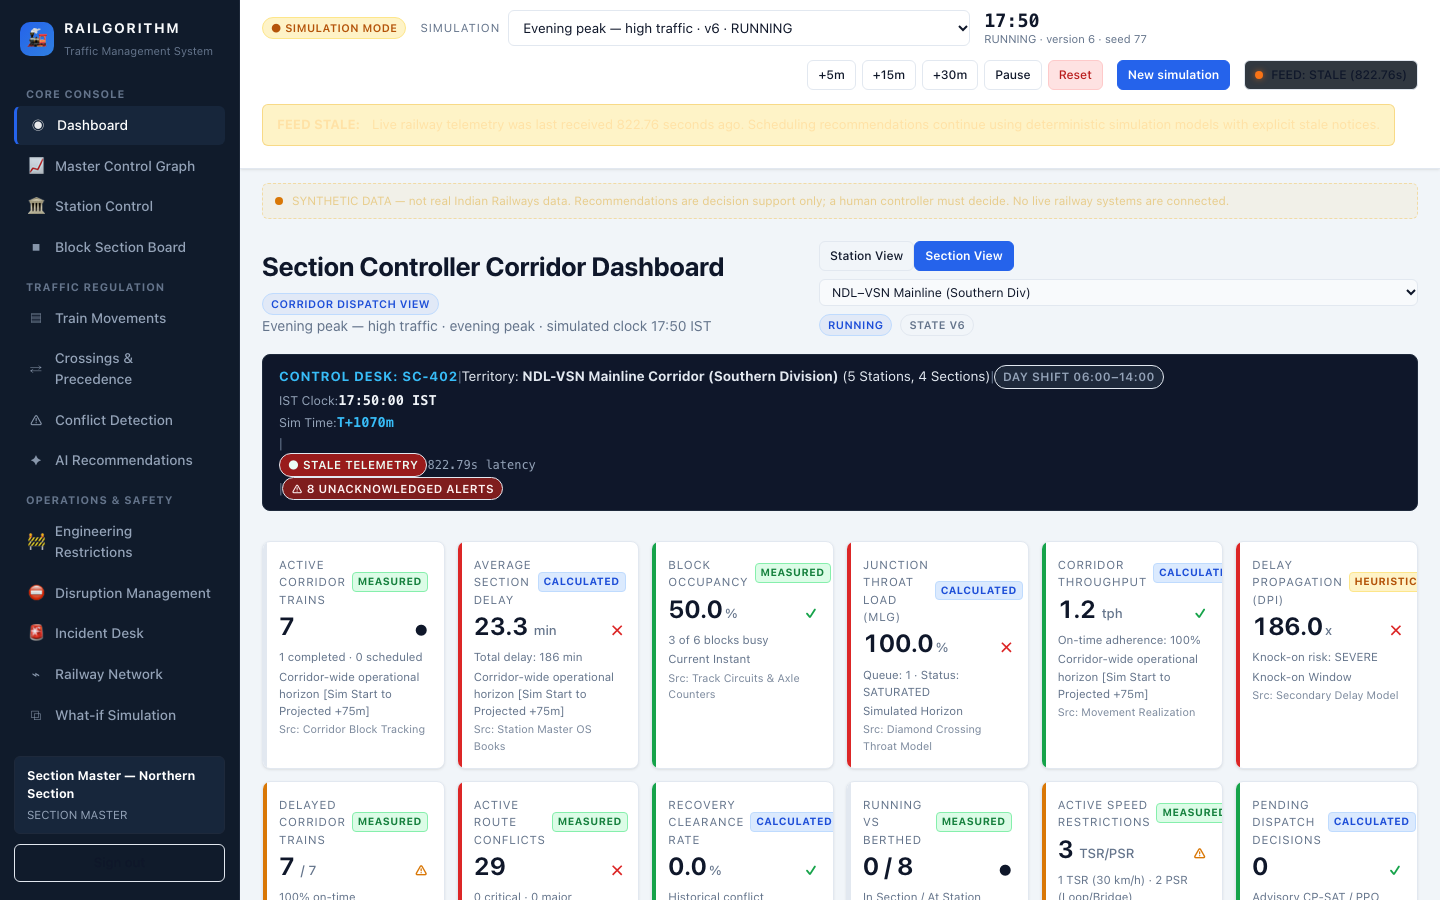 RAILGORITHM
Traffic Management System
CORE CONSOLE
Dashboard
Master Control Graph
Station Control
Block Section Board
TRAFFIC REGULATION
Train Movements
Crossings &
Precedence
Conflict Detection
AI Recommendations
OPERATIONS & SAFETY
Engineering
Restrictions
Disruption Management
Incident Desk
Railway Network
What-if Simulation
Section Master — Northern
Section
SECTION MASTER
SIMULATION MODE
SIMULATION
Evening peak — high traffic · v6 · RUNNING
17:50
RUNNING · version 6 · seed 77
+5m
+15m
+30m
Pause
Reset
New simulation
FEED: STALE (822.76s)
FEED STALE: Live railway telemetry was last received 822.76 seconds ago. Scheduling recommendations continue using deterministic simulation models with explicit stale notices.
SYNTHETIC DATA — not real Indian Railways data. Recommendations are decision support only; a human controller must decide. No live railway systems are connected.
Section Controller Corridor Dashboard
CORRIDOR DISPATCH VIEW
Evening peak — high traffic · evening peak · simulated clock 17:50 IST
Station View
Section View
NDL–VSN Mainline (Southern Div)
RUNNING
STATE V6
CONTROL DESK: SC-402|Territory: NDL-VSN Mainline Corridor (Southern Division) (5 Stations, 4 Sections)|DAY SHIFT 06:00–14:00
IST Clock:17:50:00 IST
Sim Time:T+1070m
|
STALE TELEMETRY 822.79s latency
|⚠ 8 UNACKNOWLEDGED ALERTS
ACTIVE
CORRIDOR
TRAINS
MEASURED
7
1 completed · 0 scheduled
Corridor-wide operational
horizon [Sim Start to
Projected +75m]
Src: Corridor Block Tracking
AVERAGE
SECTION
DELAY
CALCULATED
23.3 min
Total delay: 186 min
Corridor-wide operational
horizon [Sim Start to
Projected +75m]
Src: Station Master OS
Books
BLOCK
OCCUPANCY
MEASURED
50.0%
3 of 6 blocks busy
Current Instant
Src: Track Circuits & Axle
Counters
JUNCTION
THROAT
LOAD
(MLG)
CALCULATED
100.0%
Queue: 1 · Status:
SATURATED
Simulated Horizon
Src: Diamond Crossing
Throat Model
CORRIDOR
THROUGHPUT
CALCULAT
1.2 tph
On-time adherence: 100%
Corridor-wide operational
horizon [Sim Start to
Projected +75m]
Src: Movement Realization
DELAY
PROPAGATION
(DPI)
HEURISTIC
186.0x
Knock-on risk: SEVERE
Knock-on Window
Src: Secondary Delay Model
DELAYED
CORRIDOR
TRAINS
MEASURED
7 / 7
100% on-time
ACTIVE
ROUTE
CONFLICTS
MEASURED
29
0 critical · 0 major
RECOVERY
CLEARANCE
RATE
CALCULATED
0.0%
Historical conflict
RUNNING
VS
BERTHED
MEASURED
0 / 8
In Section / At Station
ACTIVE SPEED
RESTRICTIONS
MEASURED
3 TSR/PSR
1 TSR (30 km/h) · 2 PSR
(Loop/Bridge)
PENDING
DISPATCH
DECISIONS
CALCULATED
0
Advisory CP-SAT / PPO